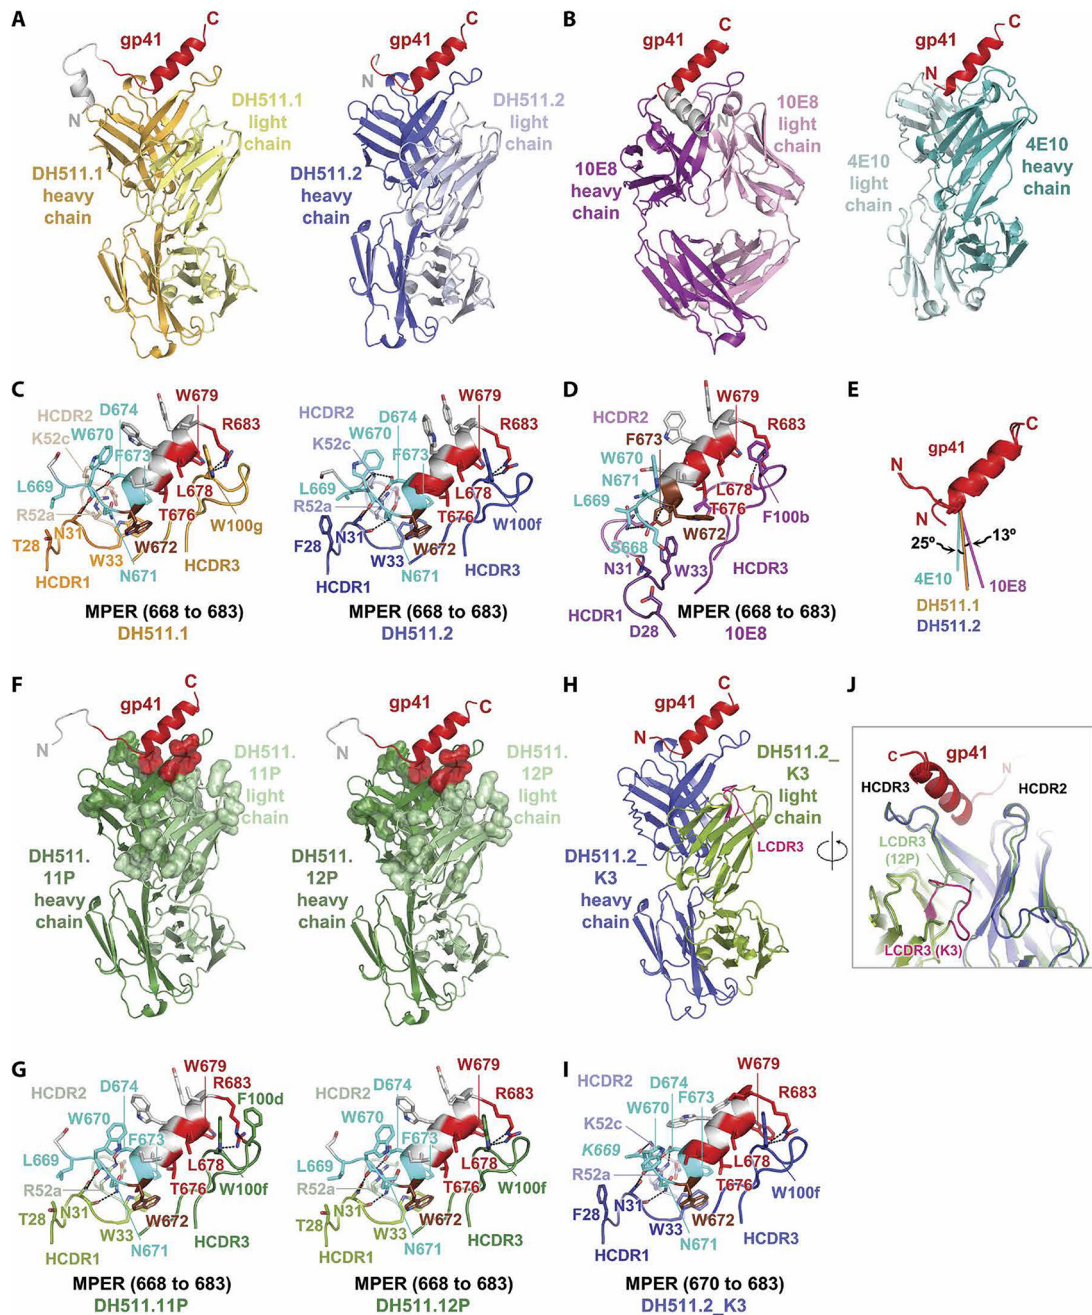 A
C
gp41
N
DH511.1
light
chain
DH511.1
heavy
chain
C
gp41
N
DH511.2
light
chain
DH511.2
heavy
chain
B
C
gp41
N
10E8
light
chain
10E8
heavy
chain
C
gp41
N
4E10
light
chain
4E10
heavy
chain
C
W679
HCDR2
D674
R683
K52c
W670
F673
L669
L678
R52a
T676
W100g
T28
N31
W672
W33
HCDR3
HCDR1
N671
MPER (668 to 683)
DH511.1
W679
HCDR2
D674
R683
K52c
W670
F673
L669
L678
R52a
T676
W100f
N31
F28
W672
W33
HCDR3
HCDR1
N671
MPER (668 to 683)
DH511.2
D
W679
HCDR2
R683
F673
W670
N671
L669
L678
T676
F100b
W672
S668
N31
W33
HCDR3
HCDR1
D28
MPER (668 to 683)
10E8
E
C
gp41
N
N
25º
13º
4E10
10E8
DH511.1
DH511.2
F
C
gp41
N
DH511.
11P
light
chain
DH511.
11P
heavy
chain
C
gp41
N
DH511.
12P
light
chain
DH511.
12P
heavy
chain
H
C
gp41
N
DH511.2_
K3
light
chain
LCDR3
DH511.2_
K3
heavy
chain
J
C
gp41
N
HCDR3
HCDR2
LCDR3
(12P)
LCDR3 (K3)
G
W679
HCDR2
D674
R683
F100d
W670
F673
L669
L678
R52a
T676
W100f
T28
N31
W672
W33
HCDR3
HCDR1
N671
MPER (668 to 683)
DH511.11P
W679
HCDR2
D674
R683
W670
F673
L669
L678
R52a
T676
W100f
T28
N31
W672
W33
HCDR3
HCDR1
N671
MPER (668 to 683)
DH511.12P
I
W679
HCDR2
D674
R683
K52c
W670
F673
K669
L678
R52a
T676
W100f
N31
F28
W672
W33
HCDR3
HCDR1
N671
MPER (670 to 683)
DH511.2_K3